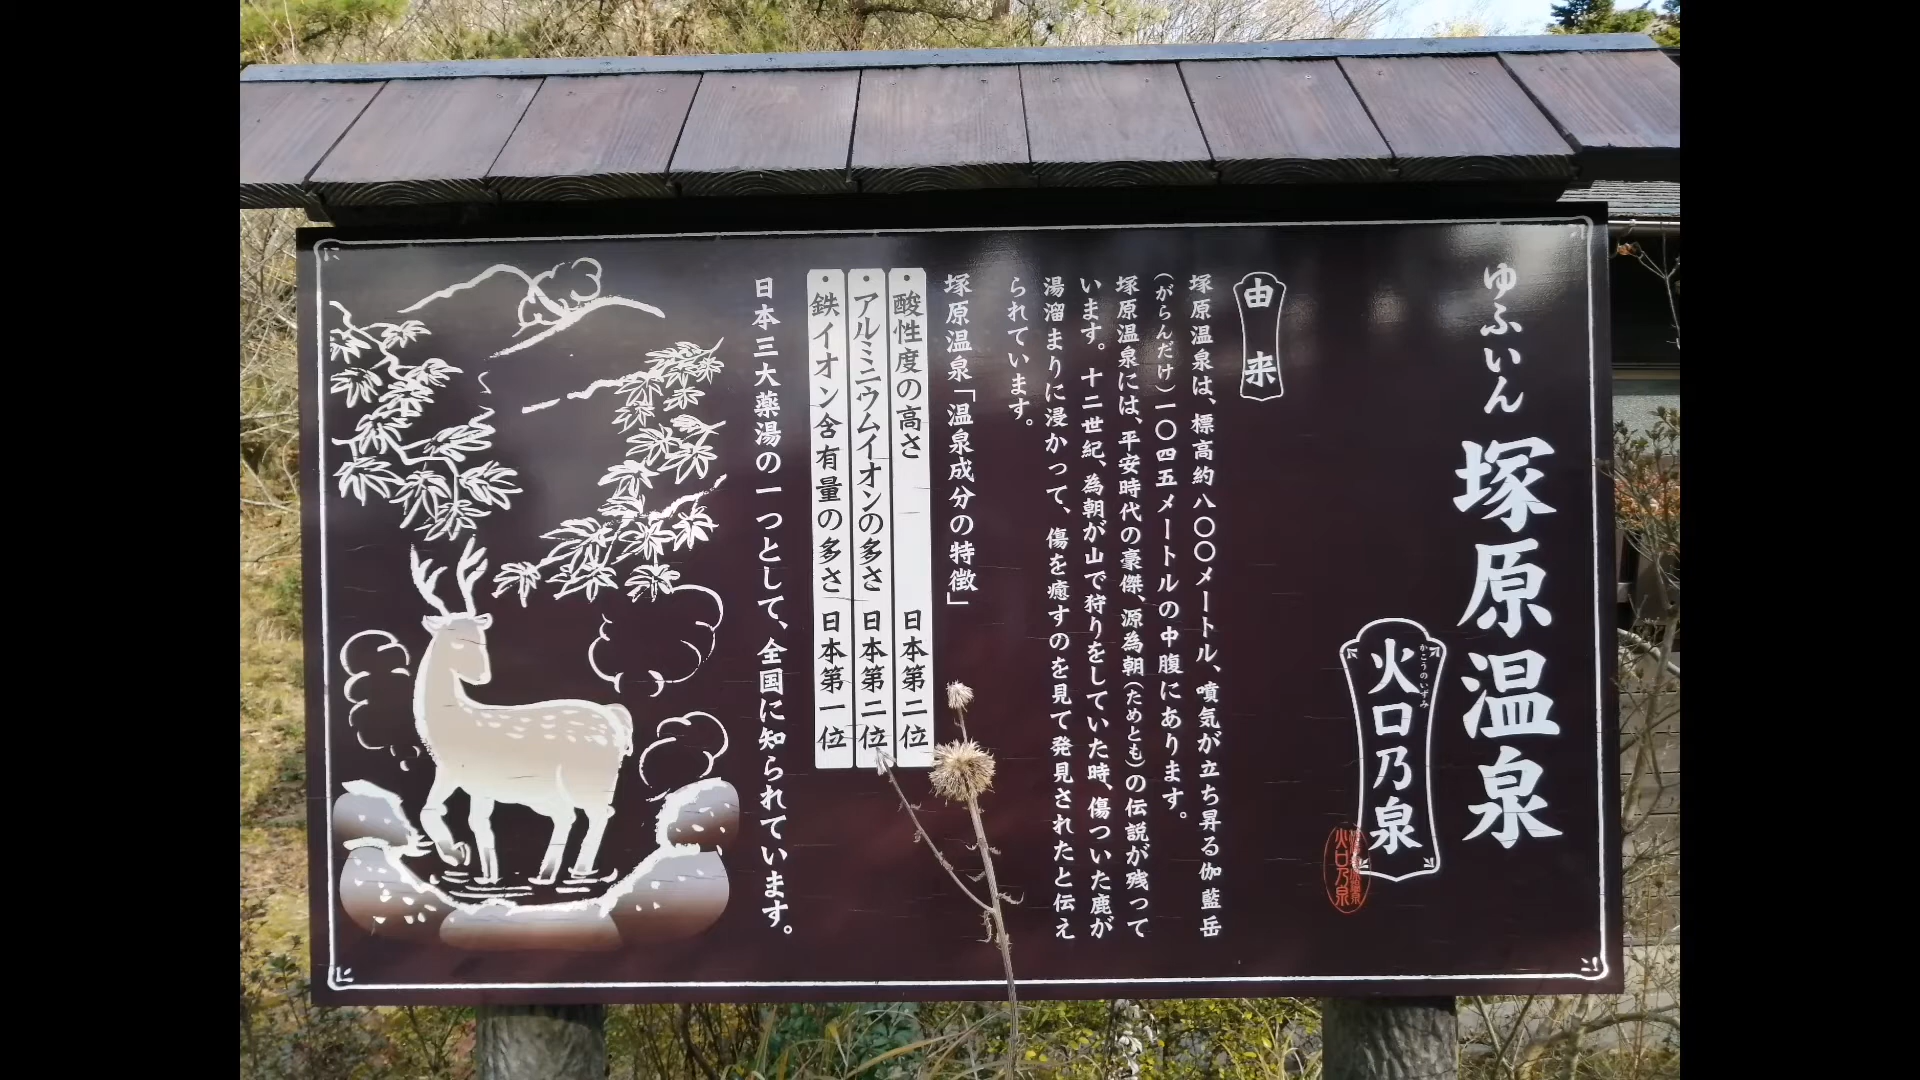 ゆふいん 塚原温泉
かこうのいずみ
火口乃泉
由来
塚原温泉は、標高約八〇〇メートル、噴気が立ち昇る伽藍岳
(がらんだけ)一〇四五メートルの中腹にあります。
塚原温泉には、平安時代の豪傑、源為朝(ためとも)の伝説が残って
います。十二世紀、為朝が山で狩りをしていた時、傷ついた鹿が
湯溜まりに浸かって、傷を癒すのを見て発見されたと伝え
られています。
塚原温泉「温泉成分の特徴」
酸性度の高さ 日本第二位
アルミニウムイオンの多さ 日本第二位
鉄イオン含有量の多さ 日本第一位
日本三大薬湯の一つとして、全国に知られています。